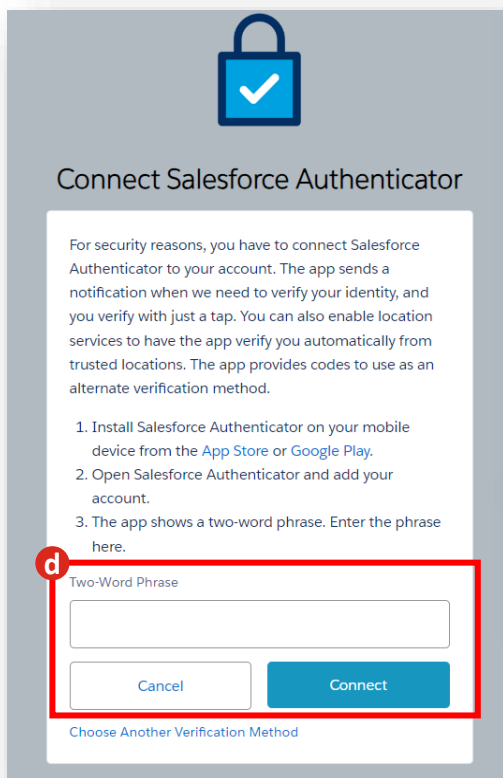 Connect Salesforce Authenticator
For security reasons, you have to connect Salesforce
Authenticator to your account. The app sends a
notification when we need to verify your identity, and
you verify with just a tap. You can also enable location
services to have the app verify you automatically from
trusted locations. The app provides codes to use as an
alternate verification method.
1. Install Salesforce Authenticator on your mobile
device from the App Store or Google Play.
2. Open Salesforce Authenticator and add your
account.
3. The app shows a two-word phrase. Enter the phrase
here.
d
Two-Word Phrase
Cancel Connect
Choose Another Verification Method